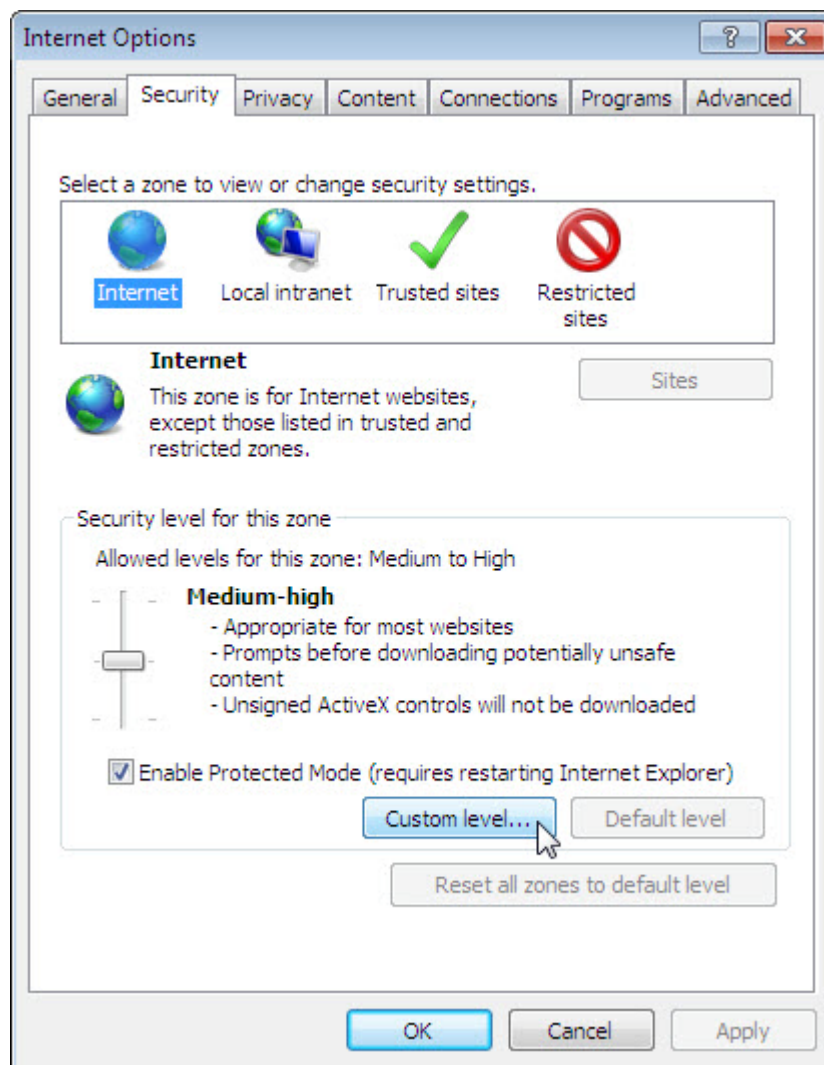 Internet Options
General Security Privacy Content Connections Programs Advanced
Select a zone to view or change security settings.
Internet Local intranet Trusted sites Restricted
sites
Internet
Sites
This zone is for Internet websites,
except those listed in trusted and
restricted zones.
Security level for this zone
Allowed levels for this zone: Medium to High
Medium-high
- Appropriate for most websites
- Prompts before downloading potentially unsafe
content
- Unsigned ActiveX controls will not be downloaded
Enable Protected Mode (requires restarting Internet Explorer)
Custom level... Default level
Reset all zones to default level
OK Cancel Apply